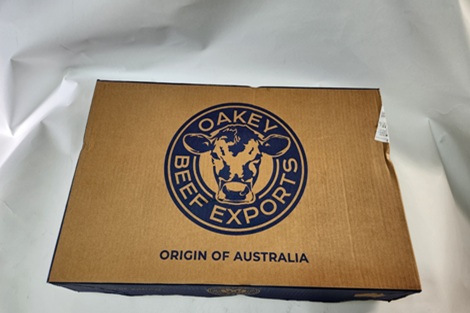 OAKEY
BEEF EXPORTS
ORIGIN OF AUSTRALIA